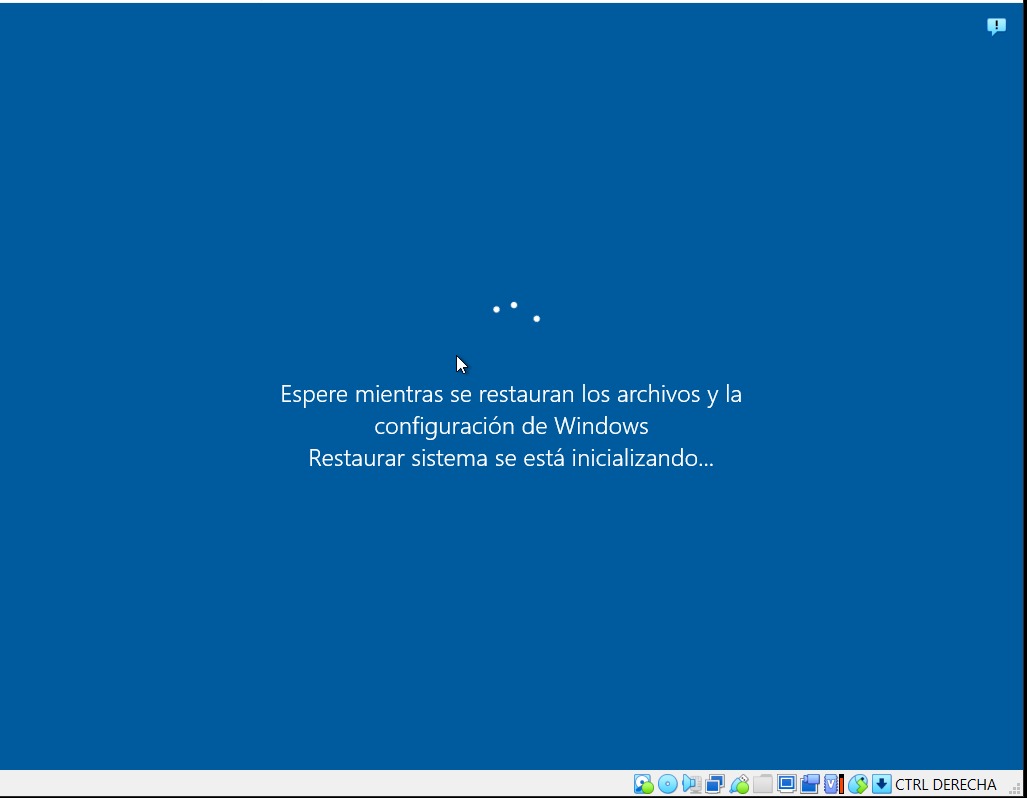 Espere mientras se restauran los archivos y la
configuración de Windows
Restaurar sistema se está inicializando...
CTRL DERECHA